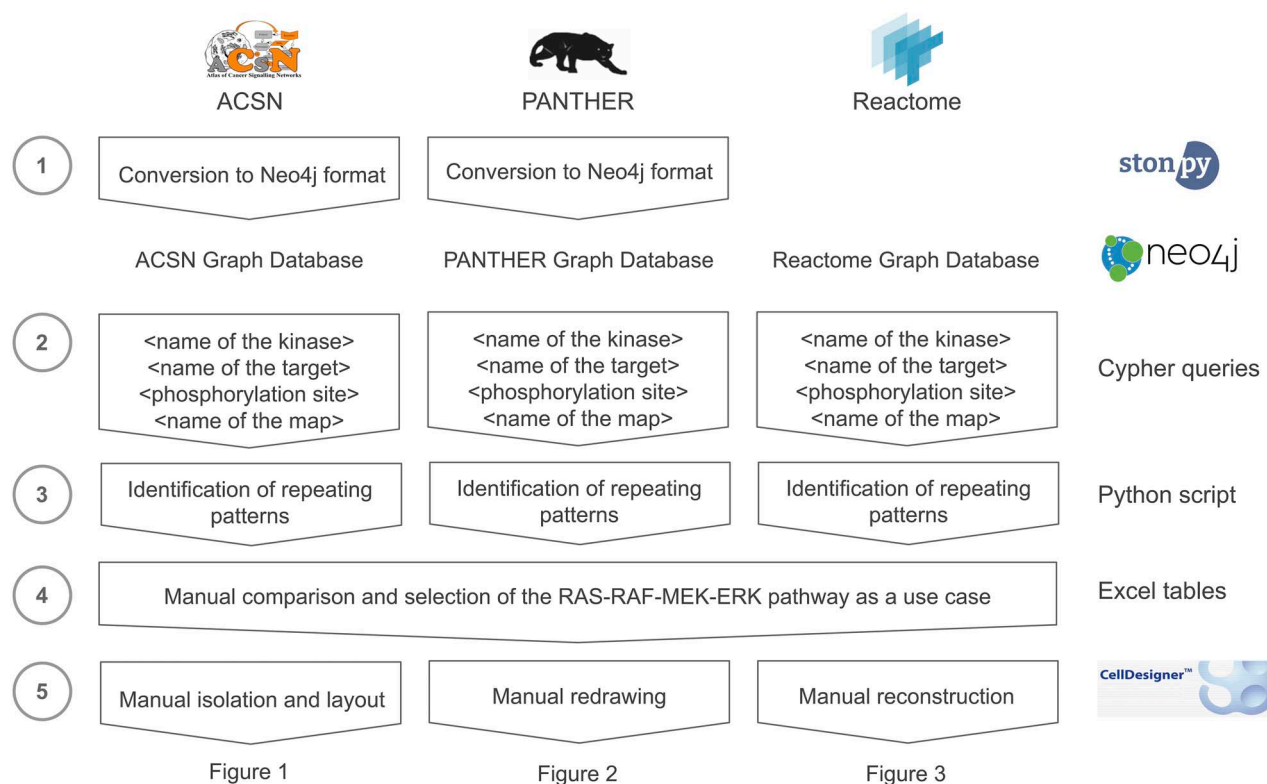 ACSN
Atlas of Cancer Signalling Networks
ACSN PANTHER Reactome
1
Conversion to Neo4j format
Conversion to Neo4j format
stonpy
ACSN Graph Database PANTHER Graph Database Reactome Graph Database
neo4j
2
<name of the kinase>
<name of the target>
<phosphorylation site>
<name of the map>
<name of the kinase>
<name of the target>
<phosphorylation site>
<name of the map>
<name of the kinase>
<name of the target>
<phosphorylation site>
<name of the map>
Cypher queries
3
Identification of repeating
patterns
Identification of repeating
patterns
Identification of repeating
patterns
Python script
4
Manual comparison and selection of the RAS-RAF-MEK-ERK pathway as a use case
Excel tables
5
Manual isolation and layout
Manual redrawing
Manual reconstruction
CellDesigner™
Figure 1 Figure 2 Figure 3